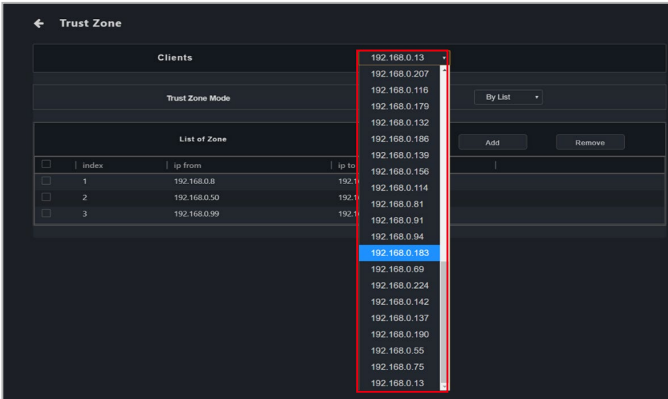 Trust Zone
Clients
192.168.0.13
Trust Zone Mode
By List
List of Zone
Add
Remove
index
ip from
ip to
1
192.168.0.8
2
192.168.0.50
3
192.168.0.99
192.168.0.207
192.168.0.116
192.168.0.179
192.168.0.132
192.168.0.186
192.168.0.139
192.168.0.156
192.168.0.114
192.168.0.81
192.168.0.91
192.168.0.94
192.168.0.183
192.168.0.69
192.168.0.224
192.168.0.142
192.168.0.137
192.168.0.190
192.168.0.55
192.168.0.75
192.168.0.13